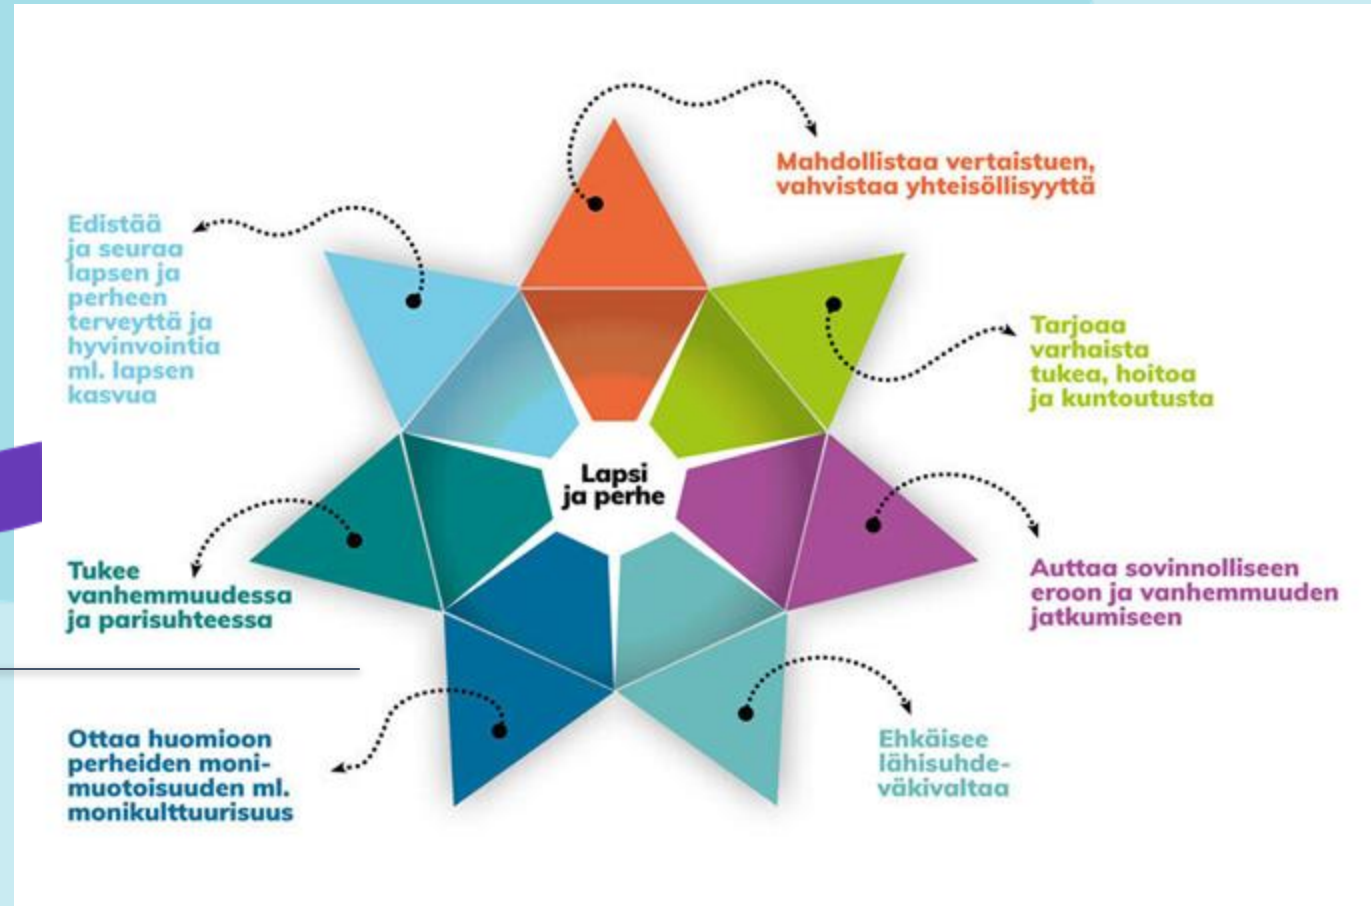 Mahdollistaa vertaistuen,
vahvistaa yhteisöllisyyttä
Edistää
ja seuraa
lapsen ja
perheen
terveyttä ja
hyvinvointia
ml. lapsen
kasvua
Tarjoaa
varhaista
tukea, hoitoa
ja kuntoutusta
Lapsi
ja perhe
Tukee
vanhemmuudessa
ja parisuhteessa
Auttaa sovinnolliseen
eroon ja vanhemmuuden
jatkumiseen
Ottaa huomioon
perheiden moni-
muotoisuuden ml.
monikulttuurisuus
Ehkäisee
lähisuhde-
väkivaltaa